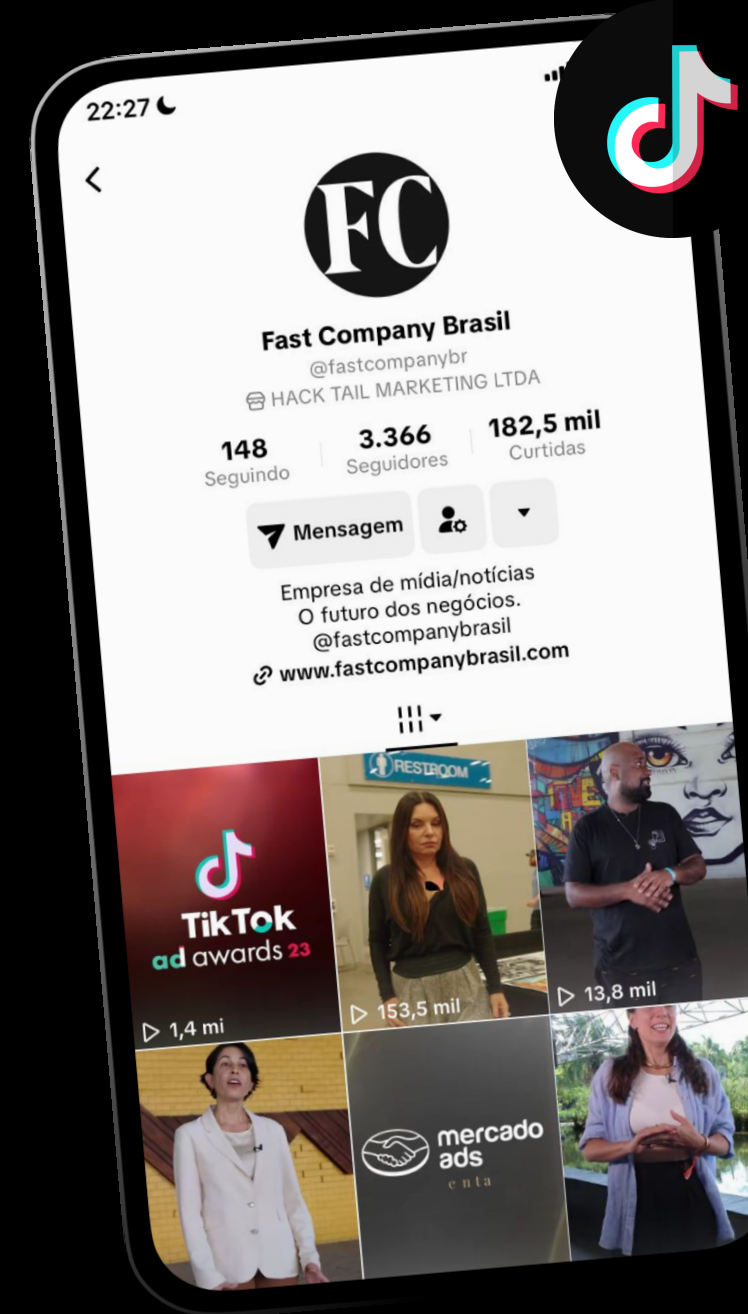 22:27
FC
Fast Company Brasil
@fastcompanybr
HACK TAIL MARKETING LTDA
148
Seguindo
3.366
Seguidores
182,5 mil
Curtidas
Mensagem
Empresa de mídia/notícias
O futuro dos negócios.
@fastcompanybrasil
www.fastcompanybrasil.com
TikTok
ad awards 23
1,4 mi
RESTROOM
153,5 mil
13,8 mil
mercado
ads
enta